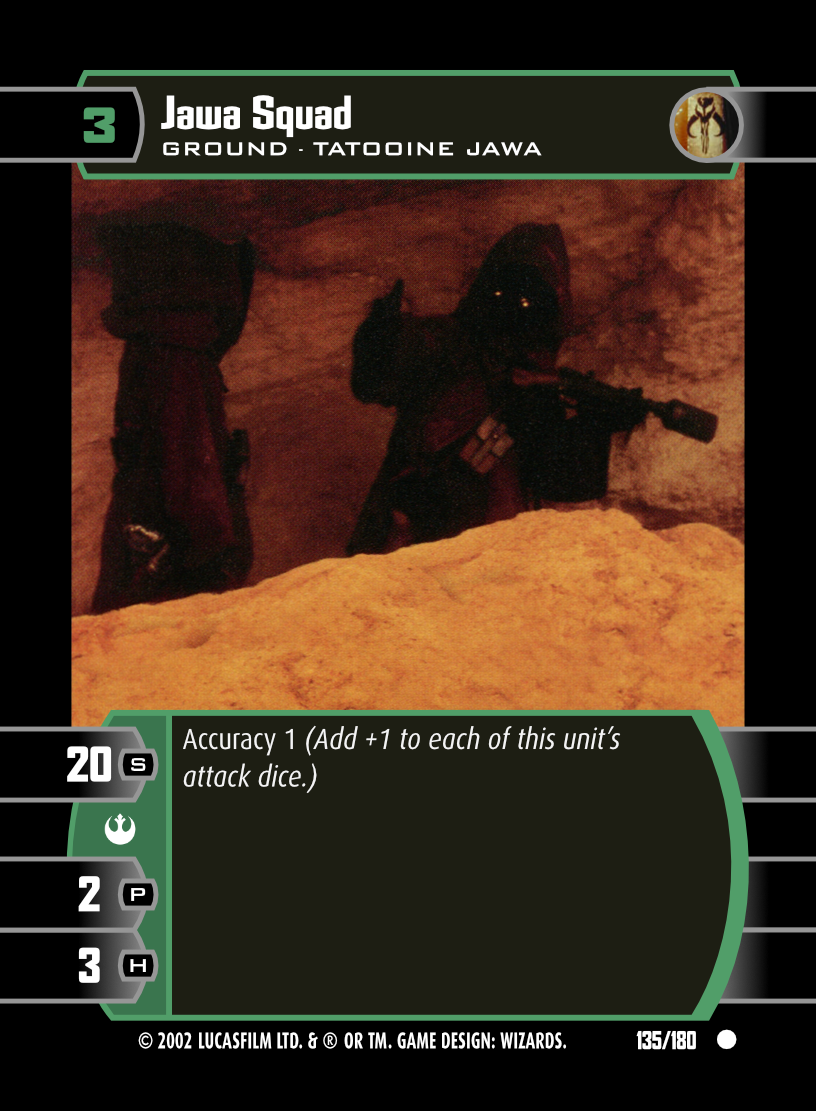 3
Jawa Squad
GROUND · TATOOINE JAWA
Accuracy 1 (Add +1 to each of this unit's
attack dice.)
20 S
2 P
3 H
© 2002 LUCASFILM LTD. & ® OR TM. GAME DESIGN: WIZARDS.
135/180